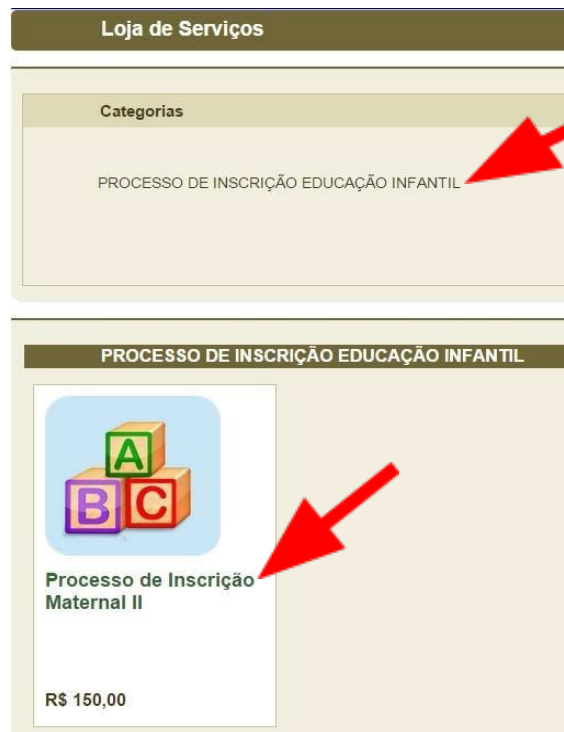 Loja de Serviços
Categorias
PROCESSO DE INSCRIÇÃO EDUCAÇÃO INFANTIL
PROCESSO DE INSCRIÇÃO EDUCAÇÃO INFANTIL
A
B C
Processo de Inscrição
Maternal II
R$ 150,00